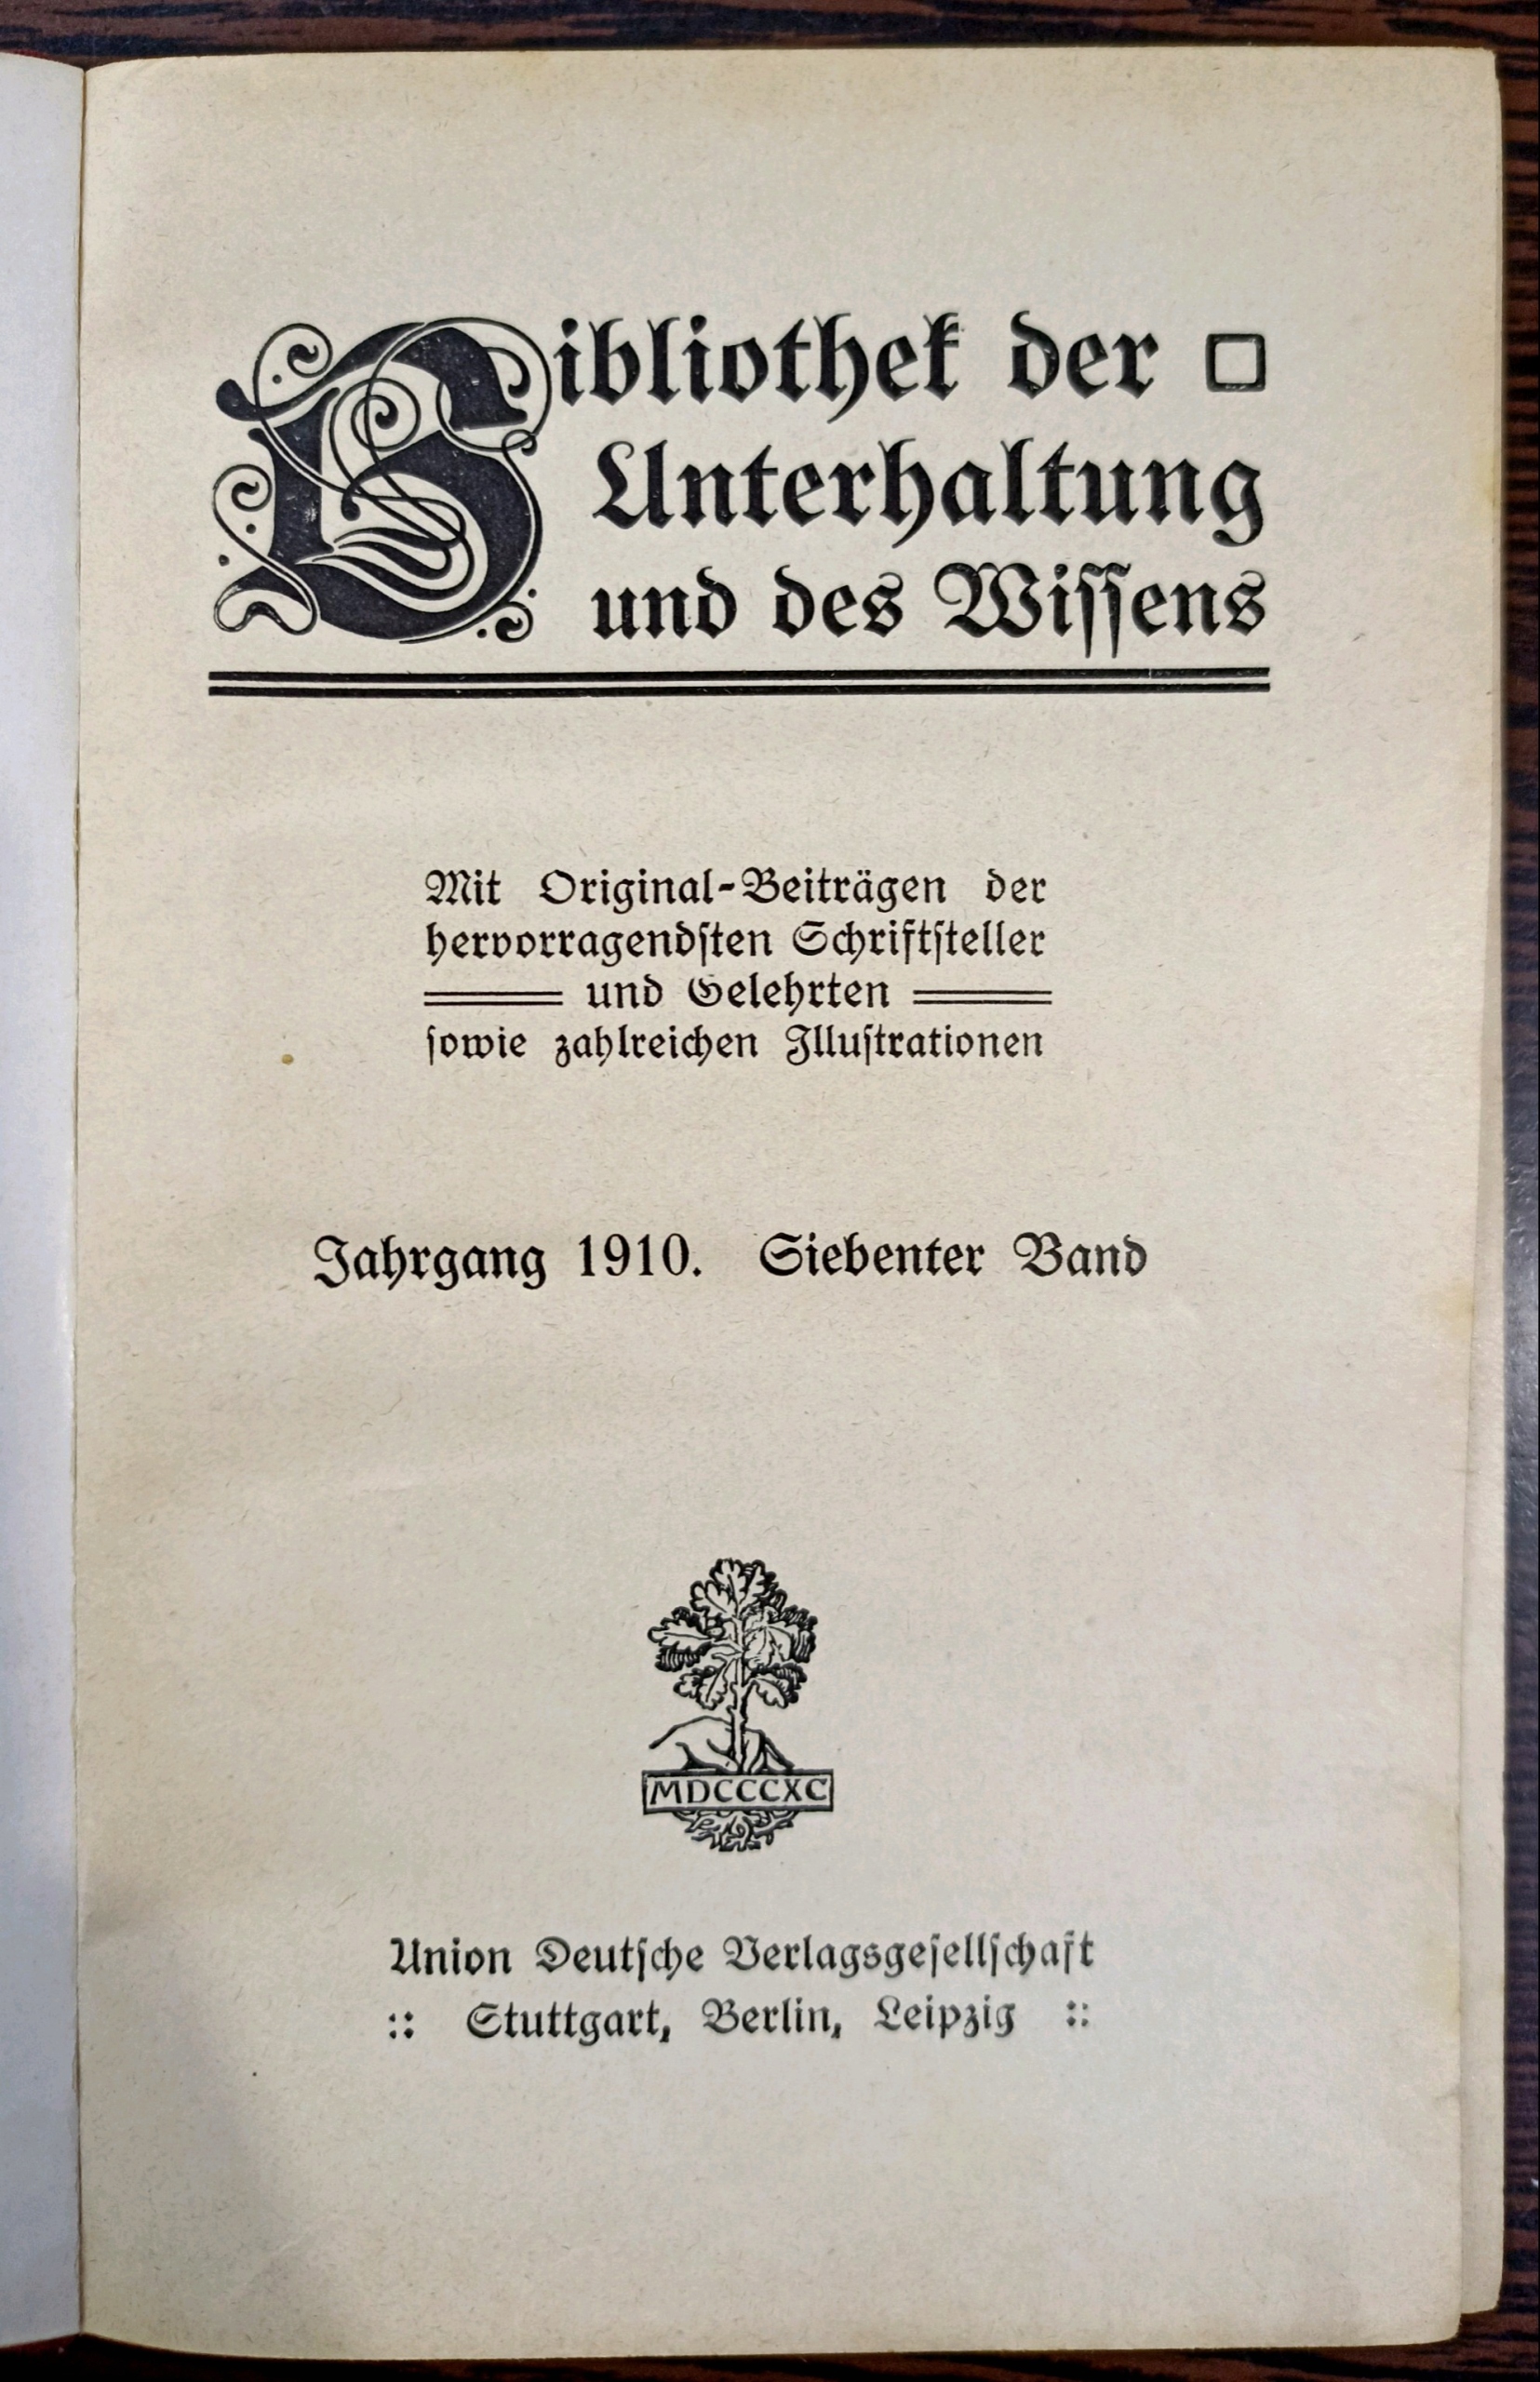 Bibliothek der
Unterhaltung
und des Wiſſens
Mit Original-Beiträgen der
hervorragendſten Schriftſteller
und Gelehrten
ſowie zahlreichen Illuſtrationen
Jahrgang 1910. Siebenter Band
MDCCCXC
Union Deutſche Verlagsgeſellſchaft
:: Stuttgart, Berlin, Leipzig ::